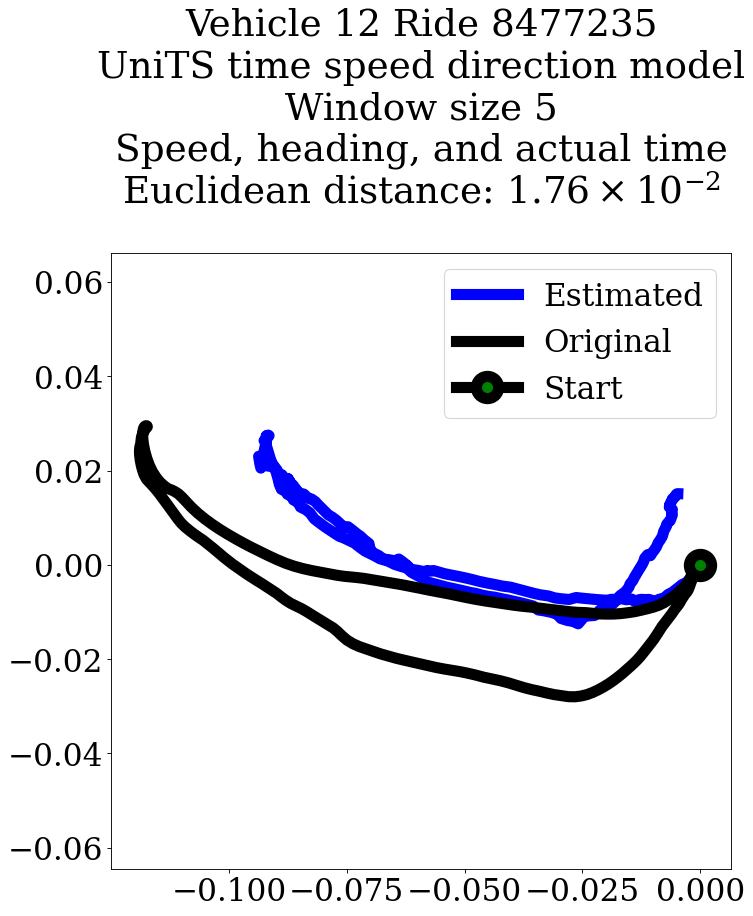 Vehicle 12 Ride 8477235
UniTS time speed direction model
Window size 5
Speed, heading, and actual time
Euclidean distance: 1.76 × 10⁻²
Estimated
Original
Start
0.06
0.04
0.02
0.00
−0.02
−0.04
−0.06
−0.100 −0.075 −0.050 −0.025 0.000